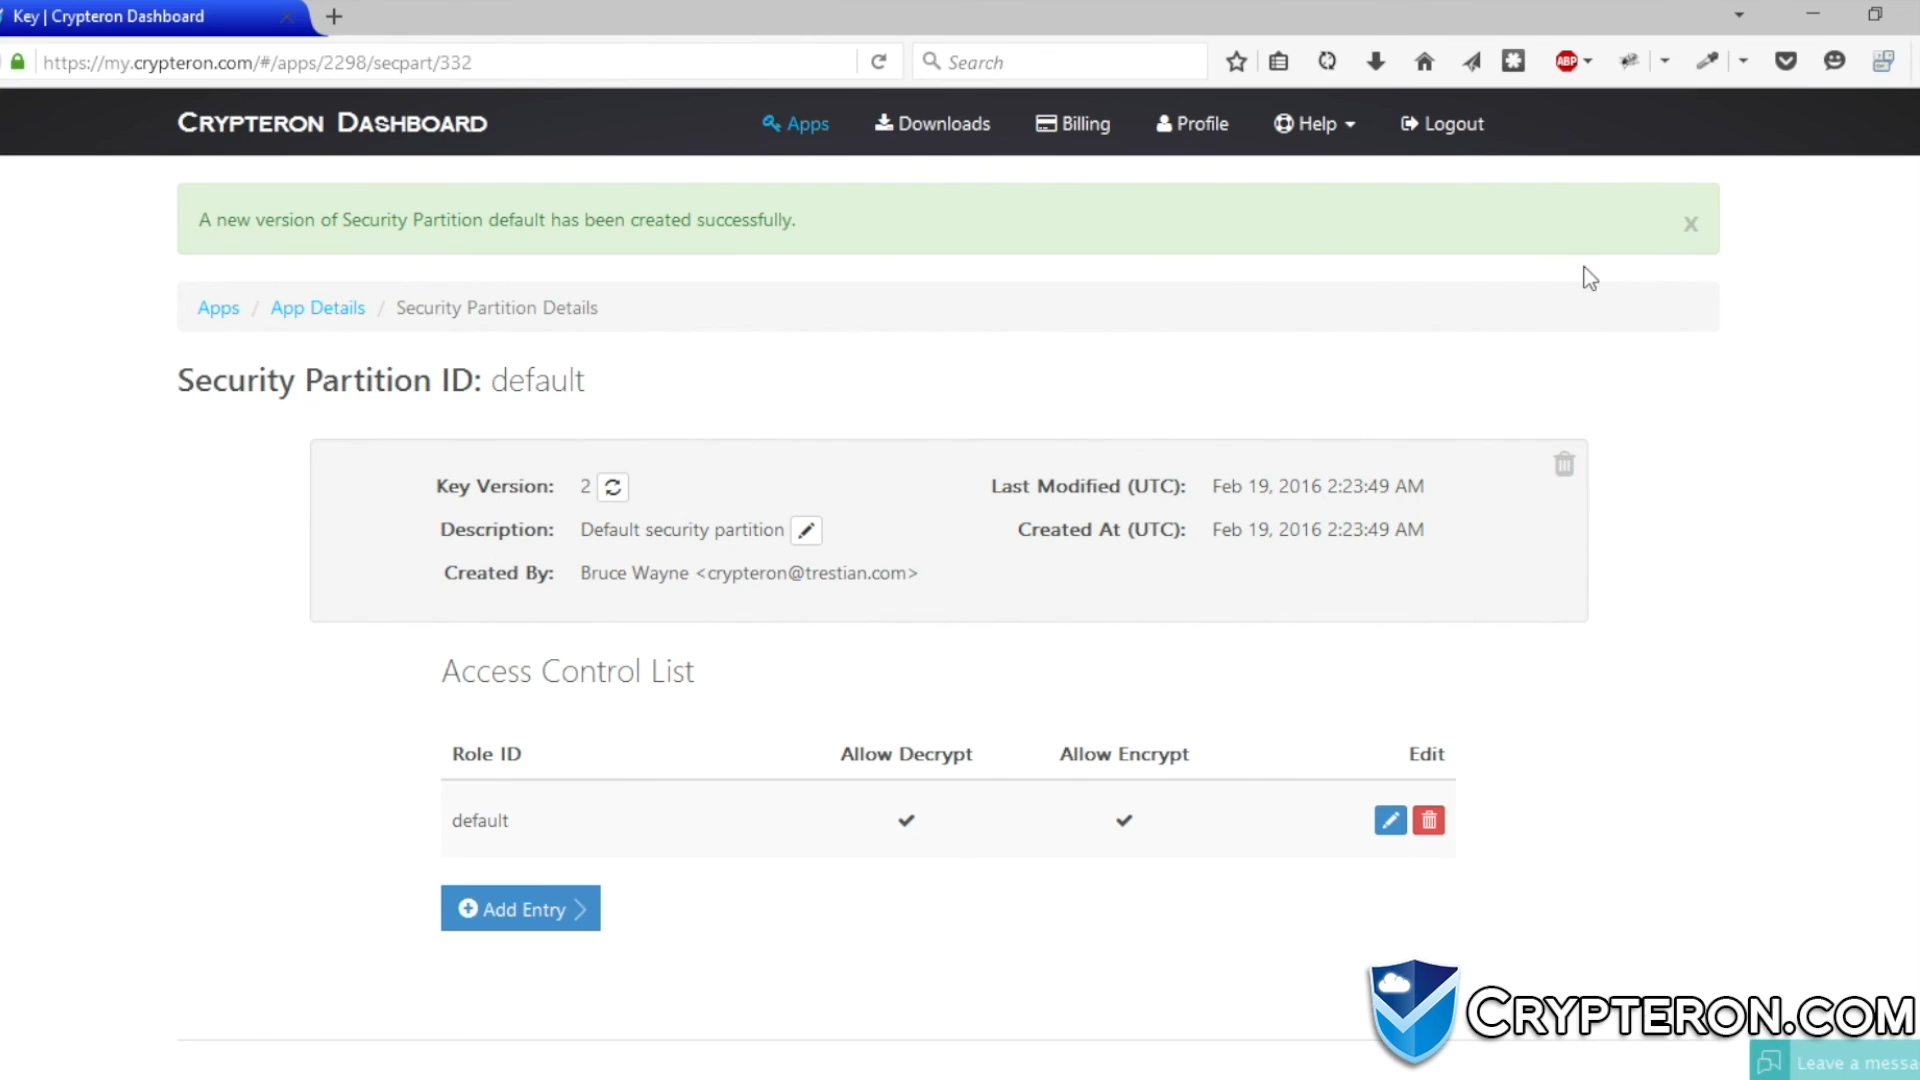 Key | Crypteron Dashboard
https://my.crypteron.com/#/apps/2298/secpart/332
Search
ABP
CRYPTERON DASHBOARD
Apps
Downloads
Billing
Profile
Help
Logout
A new version of Security Partition default has been created successfully.
x
Apps / App Details / Security Partition Details
Security Partition ID: default
Key Version: 2
Last Modified (UTC): Feb 19, 2016 2:23:49 AM
Description: Default security partition
Created At (UTC): Feb 19, 2016 2:23:49 AM
Created By: Bruce Wayne <crypteron@trestian.com>
Access Control List
Role ID Allow Decrypt Allow Encrypt Edit
default
Add Entry
CRYPTERON.COM
Leave a messa